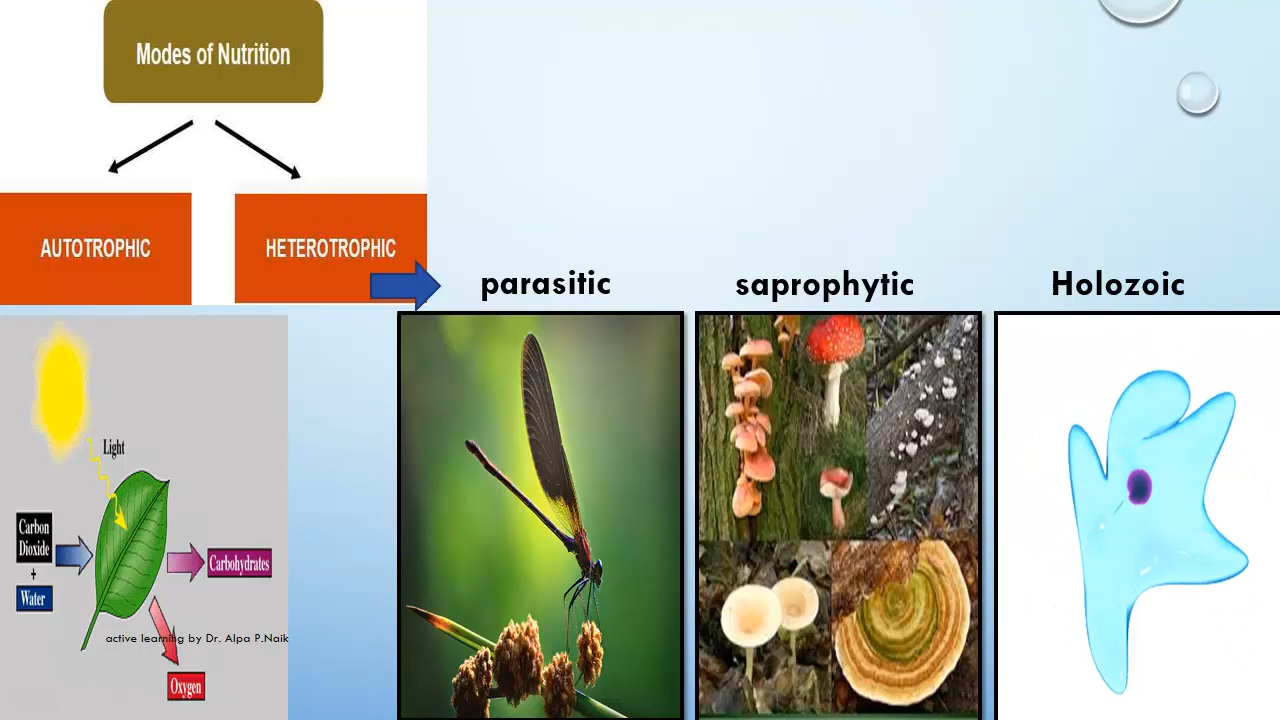 Modes of Nutrition
AUTOTROPHIC
HETEROTROPHIC
parasitic
saprophytic
Holozoic
Light
Carbon
Dioxide
+
Water
Carbohydrates
active learning by Dr. Alpa P.Naik
Oxygen